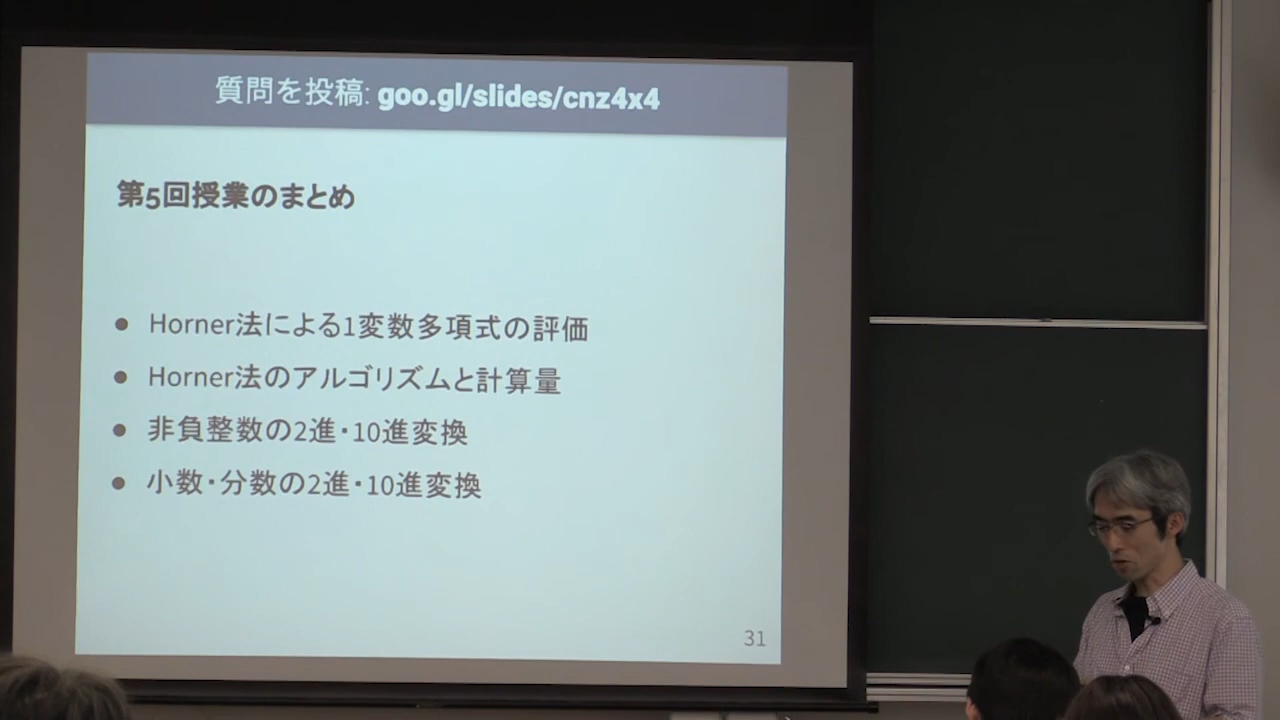 質問を投稿: goo.gl/slides/cnz4x4
第5回授業のまとめ
● Horner法による1変数多項式の評価
● Horner法のアルゴリズムと計算量
● 非負整数の2進・10進変換
● 小数・分数の2進・10進変換
31